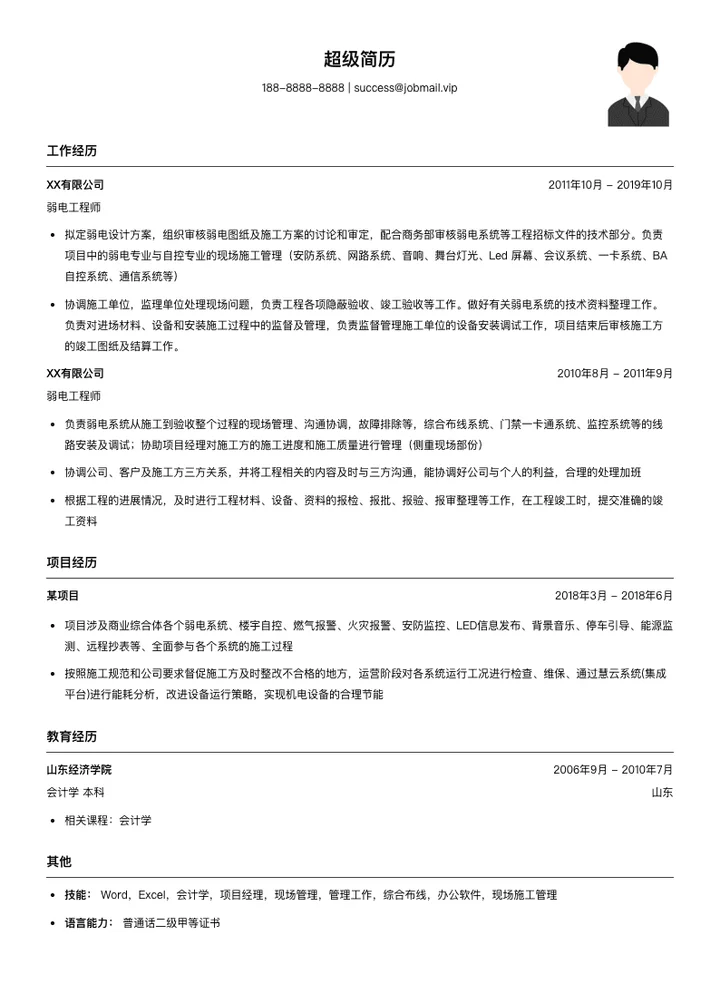 超级简历
188-8888-8888 | success@jobmail.vip
工作经历
XX有限公司 2011年10月 – 2019年10月
弱电工程师
• 拟定弱电设计方案，组织审核弱电图纸及施工方案的讨论和审定，配合商务部审核弱电系统等工程招标文件的技术部分。负责
项目中的弱电专业与自控专业的现场施工管理（安防系统、网路系统、音响、舞台灯光、Led 屏幕、会议系统、一卡系统、BA
自控系统、通信系统等）
• 协调施工单位，监理单位处理现场问题，负责工程各项隐蔽验收、竣工验收等工作。做好有关弱电系统的技术资料整理工作。
负责对进场材料、设备和安装施工过程中的监督及管理，负责监督管理施工单位的设备安装调试工作，项目结束后审核施工方
的竣工图纸及结算工作。
XX有限公司 2010年8月 – 2011年9月
弱电工程师
• 负责弱电系统从施工到验收整个过程的现场管理、沟通协调，故障排除等，综合布线系统、门禁一卡通系统、监控系统等的线
路安装及调试；协助项目经理对施工方的施工进度和施工质量进行管理（侧重现场部份）
• 协调公司、客户及施工方三方关系，并将工程相关的内容及时与三方沟通，能协调好公司与个人的利益，合理的处理加班
• 根据工程的进展情况，及时进行工程材料、设备、资料的报检、报批、报验、报审整理等工作，在工程竣工时，提交准确的竣
工资料
项目经历
某项目 2018年3月 – 2018年6月
• 项目涉及商业综合体各个弱电系统、楼宇自控、燃气报警、火灾报警、安防监控、LED信息发布、背景音乐、停车引导、能源监
测、远程抄表等、全面参与各个系统的施工过程
• 按照施工规范和公司要求督促施工方及时整改不合格的地方，运营阶段对各系统运行工况进行检查、维保、通过慧云系统(集成
平台)进行能耗分析，改进设备运行策略，实现机电设备的合理节能
教育经历
山东经济学院 2006年9月 – 2010年7月
会计学 本科 山东
• 相关课程：会计学
其他
• 技能： Word，Excel，会计学，项目经理，现场管理，管理工作，综合布线，办公软件，现场施工管理
• 语言能力： 普通话二级甲等证书